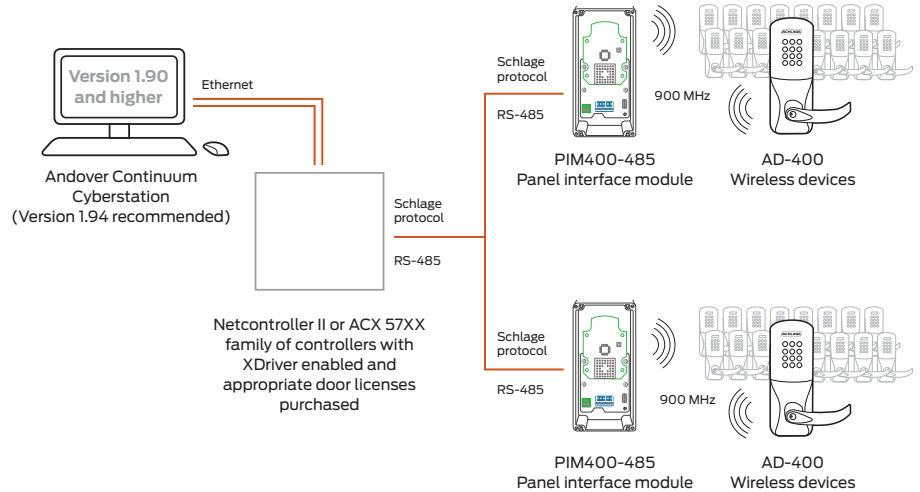 Version 1.90
and higher
Ethernet
Andover Continuum
Cyberstation
(Version 1.94 recommended)
Schlage
protocol
RS-485
Netcontroller II or ACX 57XX
family of controllers with
XDriver enabled and
appropriate door licenses
purchased
Schlage
protocol
RS-485
900 MHz
SCHLAGE
PIM400-485
Panel interface module
AD-400
Wireless devices
Schlage
protocol
RS-485
900 MHz
SCHLAGE
PIM400-485
Panel interface module
AD-400
Wireless devices